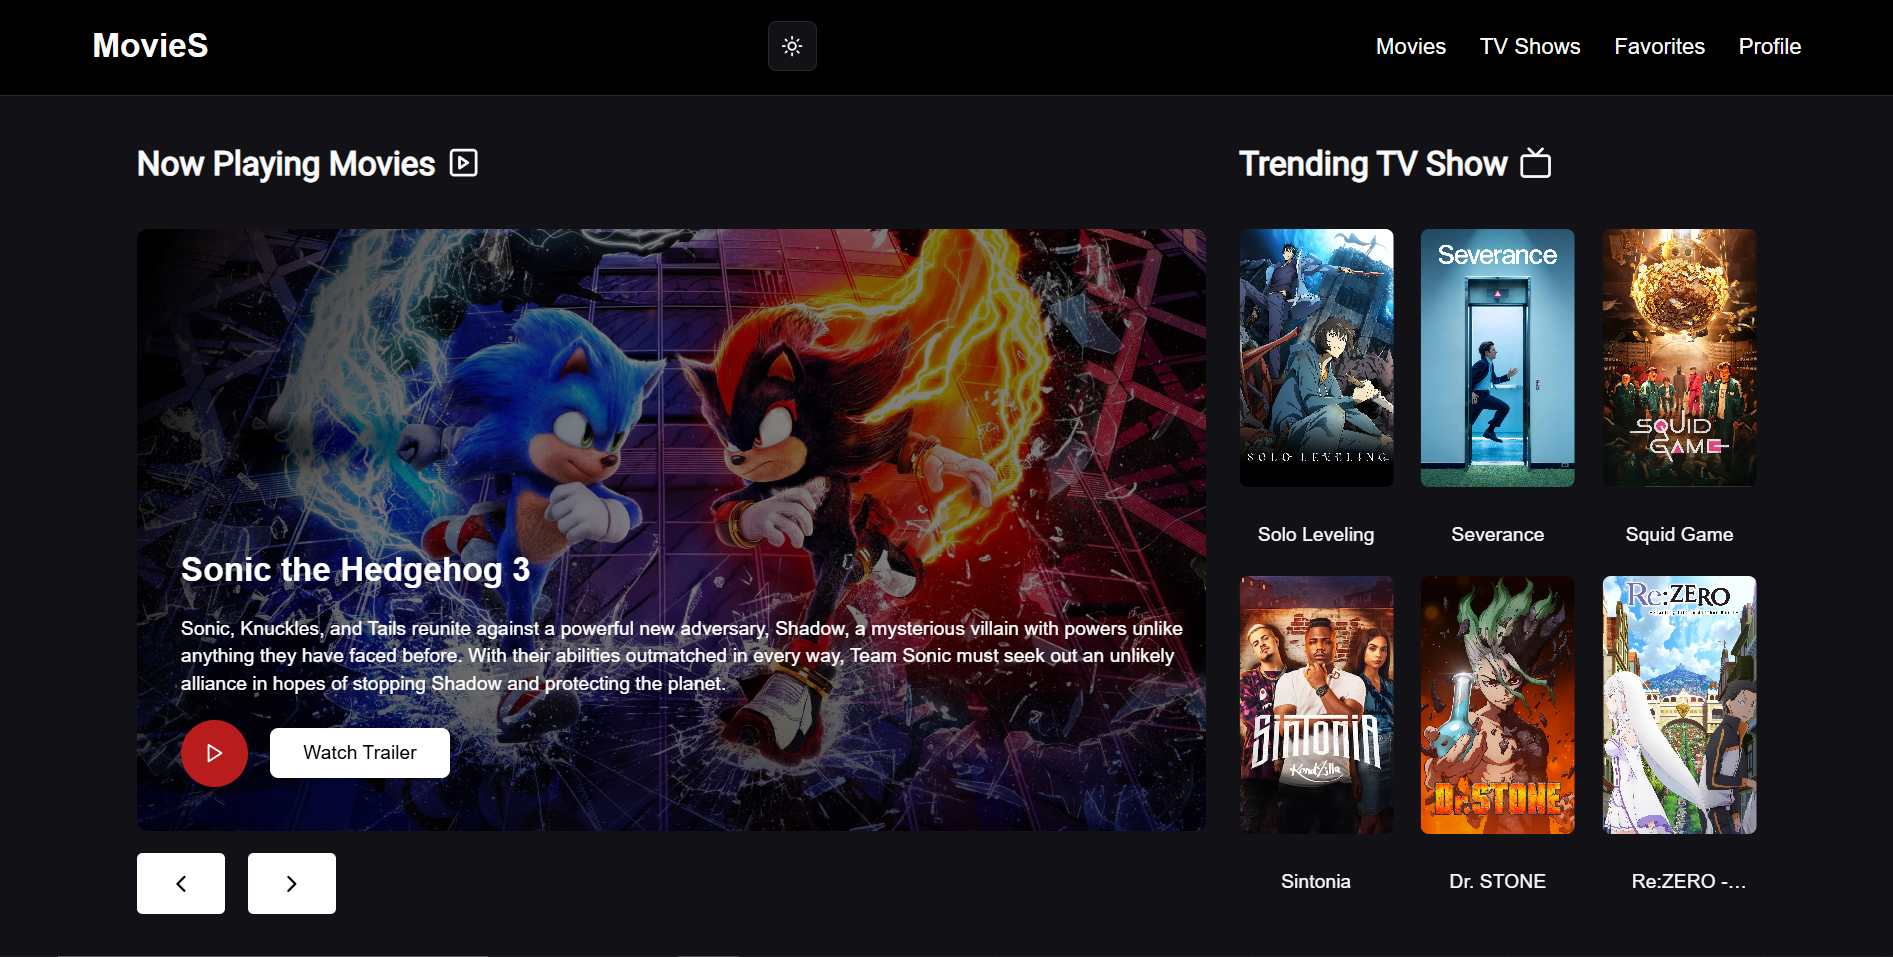 MovieS
Movies
TV Shows
Favorites
Profile
Now Playing Movies
Trending TV Show
Sonic the Hedgehog 3
Sonic, Knuckles, and Tails reunite against a powerful new adversary, Shadow, a mysterious villain with powers unlike
anything they have faced before. With their abilities outmatched in every way, Team Sonic must seek out an unlikely
alliance in hopes of stopping Shadow and protecting the planet.
Watch Trailer
SOLO LEVELING
Severance
SQUID
GAME
Solo Leveling
Severance
Squid Game
SINTONIA
KondZilla
Dr.STONE
Re:ZERO
Sintonia
Dr. STONE
Re:ZERO -...